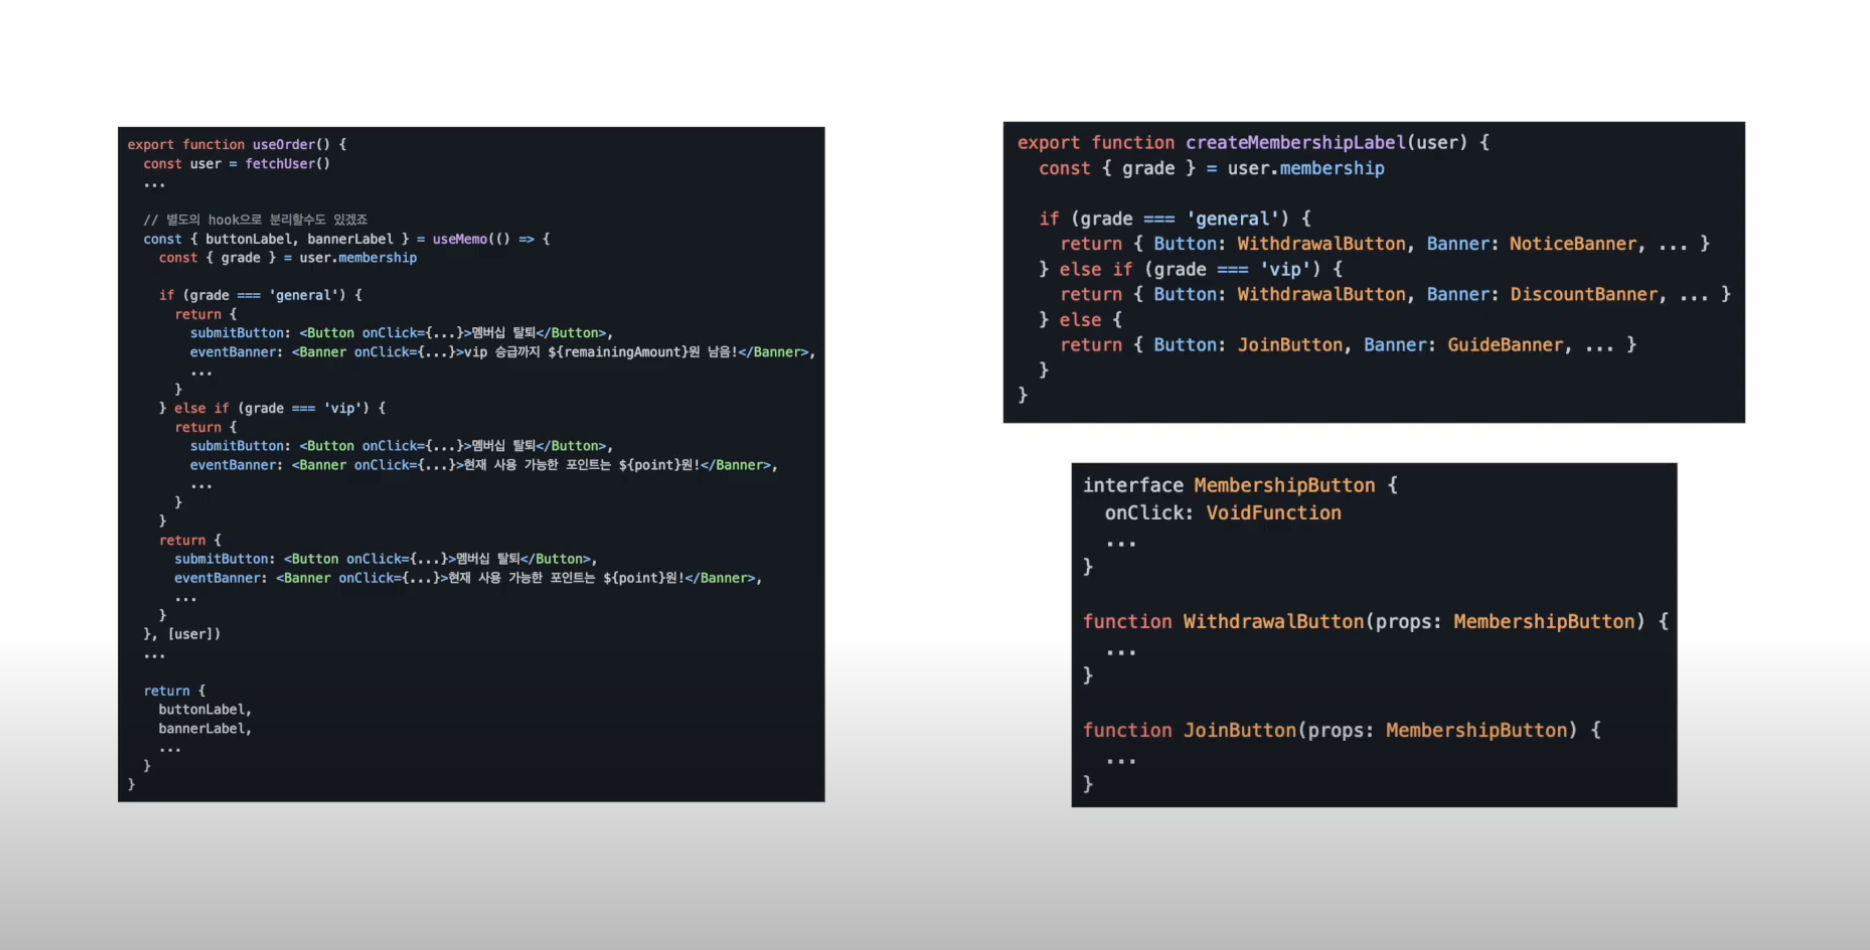 export function useOrder() {
const user = fetchUser()
...
// 별도의 hook으로 분리할수도 있겠죠
const { buttonLabel, bannerLabel } = useMemo(() => {
const { grade } = user.membership
if (grade === 'general') {
return {
submitButton: <Button onClick={...}>멤버십 탈퇴</Button>,
eventBanner: <Banner onClick={...}>vip 승급까지 ${remainingAmount}원 남음!</Banner>,
...
}
} else if (grade === 'vip') {
return {
submitButton: <Button onClick={...}>멤버십 탈퇴</Button>,
eventBanner: <Banner onClick={...}>현재 사용 가능한 포인트는 ${point}원!</Banner>,
...
}
}
return {
submitButton: <Button onClick={...}>멤버십 탈퇴</Button>,
eventBanner: <Banner onClick={...}>현재 사용 가능한 포인트는 ${point}원!</Banner>,
...
}
}, [user])
...
return {
buttonLabel,
bannerLabel,
...
}
}
export function createMembershipLabel(user) {
const { grade } = user.membership
if (grade === 'general') {
return { Button: WithdrawalButton, Banner: NoticeBanner, ... }
} else if (grade === 'vip') {
return { Button: WithdrawalButton, Banner: DiscountBanner, ... }
} else {
return { Button: JoinButton, Banner: GuideBanner, ... }
}
}
interface MembershipButton {
onClick: VoidFunction
...
}
function WithdrawalButton(props: MembershipButton) {
...
}
function JoinButton(props: MembershipButton) {
...
}